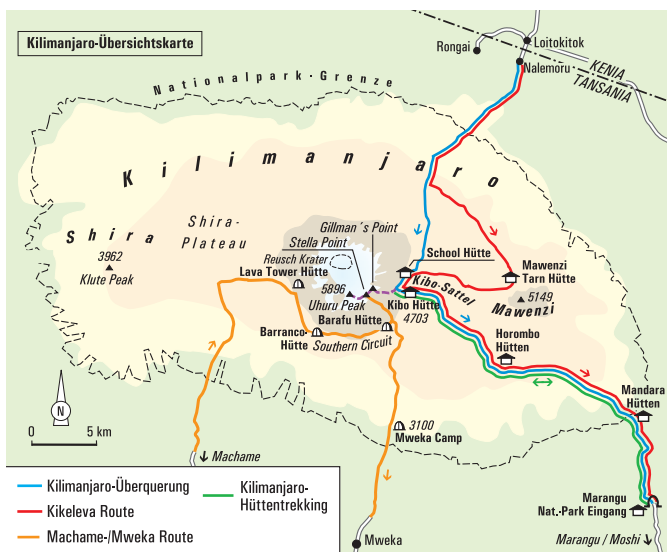 Kilimanjaro-Übersichtskarte
Rongai
Loitokitok
Nalemoru
KENIA
TANSANIA
Nationalpark-Grenze
Kilimanjaro
Shira
3962
Klute Peak
Shira-
Plateau
Gillman´s Point
Stella Point
Reusch Krater
Lava Tower Hütte
5896
Uhuru Peak
School Hütte
Kibo-Sattel
Kibo Hütte
4703
Mawenzi
Tarn Hütte
5149
Mawenzi
Barafu Hütte
Barranco-
Hütte
Southern Circuit
Horombo
Hütten
Mandara
Hütten
3100
Mweka Camp
N
0 5 km
Machame
Marangu
Nat.-Park Eingang
Marangu / Moshi
Mweka
Kilimanjaro-Überquerung
Kikeleva Route
Machame-/Mweka Route
Kilimanjaro-
Hüttentrekking